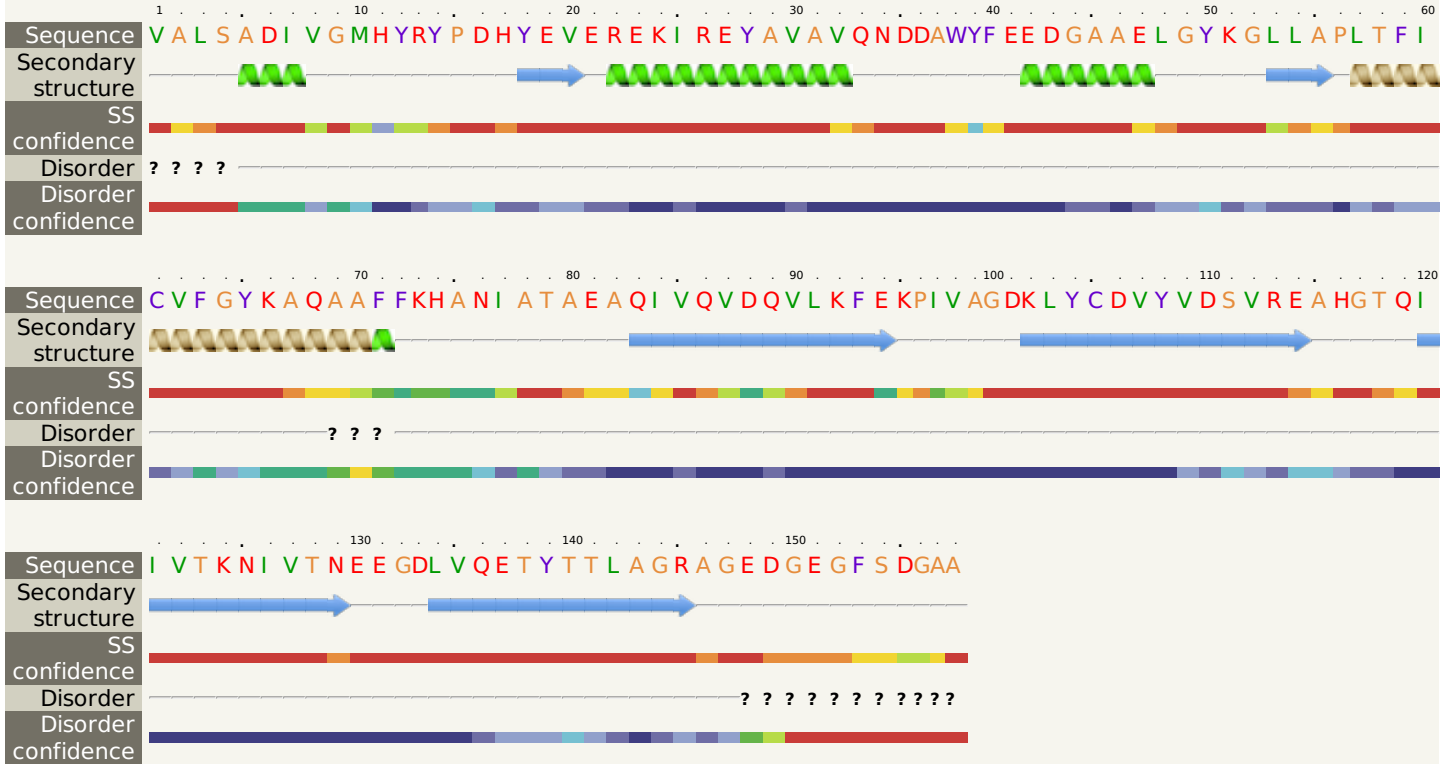 1 10 20 30 40 50 60
Sequence V A L S A D I V G M H Y R Y P D H Y E V E R E K I R E Y A V A V Q N D D A W Y F E E D G A A E L G Y K G L L A P L T F I
Secondary
structure
SS
confidence
Disorder ? ? ? ?
Disorder
confidence
70 80 90 100 110 120
Sequence C V F G Y K A Q A A F F K H A N I A T A E A Q I V Q V D Q V L K F E K P I V A G D K L Y C D V Y V D S V R E A H G T Q I
Secondary
structure
SS
confidence
Disorder ? ? ?
Disorder
confidence
130 140 150
Sequence I V T K N I V T N E E G D L V Q E T Y T T L A G R A G E D G E G F S D G A A
Secondary
structure
SS
confidence
Disorder ? ? ? ? ? ? ? ? ? ? ?
Disorder
confidence